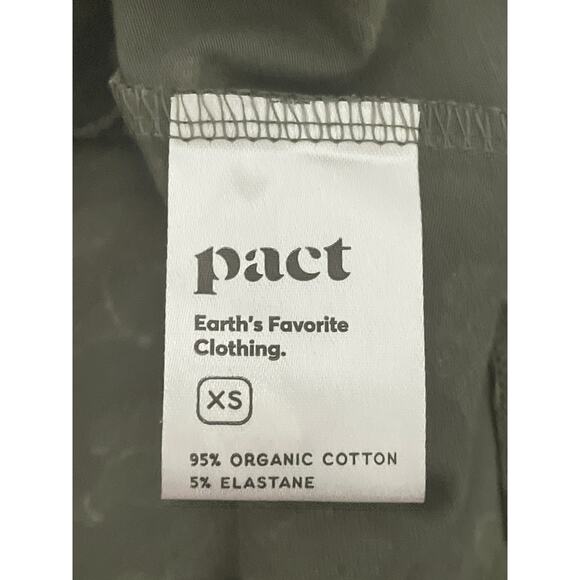 pact
Earth's Favorite
Clothing.
XS
95% ORGANIC COTTON
5% ELASTANE